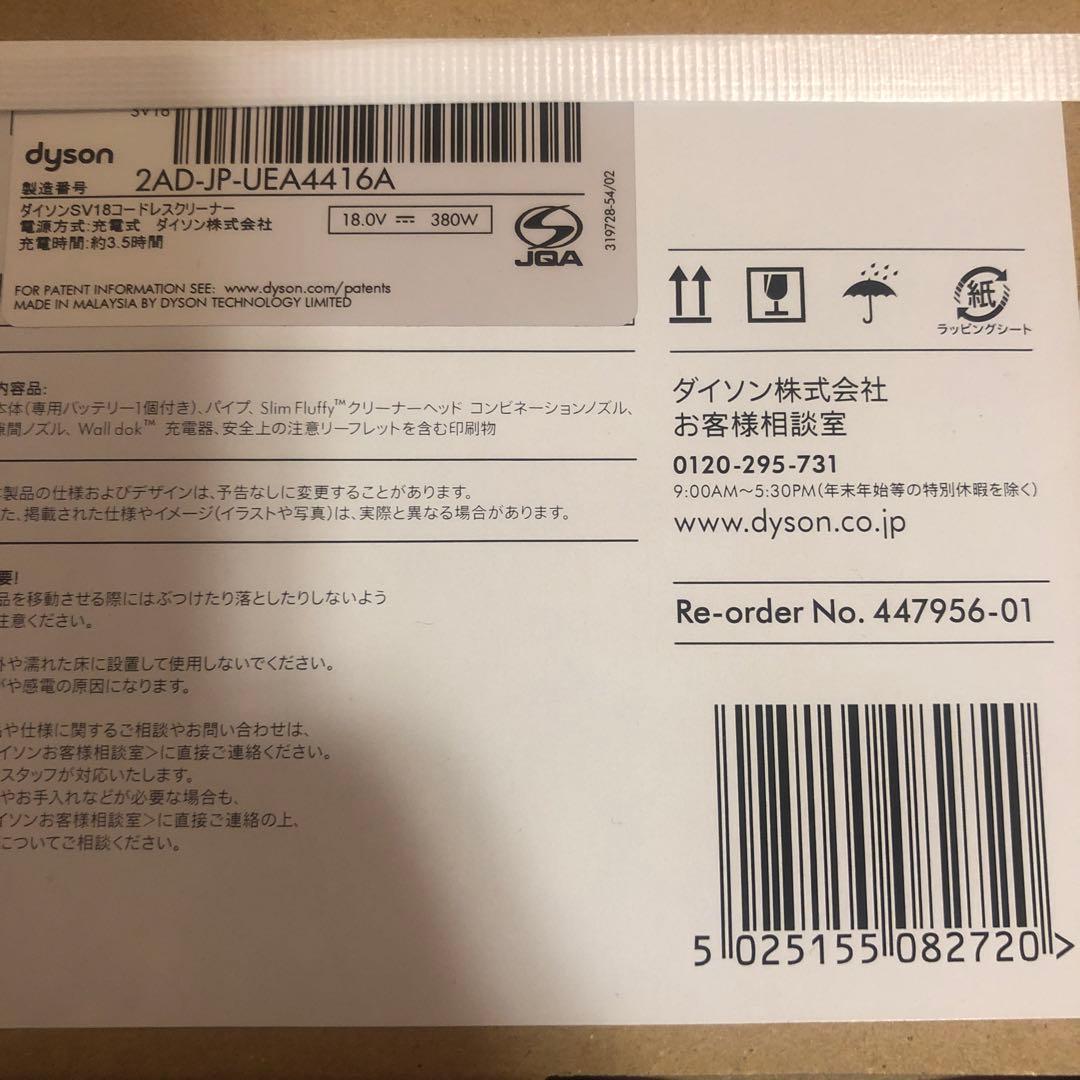 SV18
dyson
製造番号 2AD-JP-UEA4416A
ダイソンSV18コードレスクリーナー
電源方式:充電式 ダイソン株式会社
充電時間:約3.5時間
18.0V ⎓ 380W
JQA
319728-54/02
FOR PATENT INFORMATION SEE: www.dyson.com/patents
MADE IN MALAYSIA BY DYSON TECHNOLOGY LIMITED
紙
ラッピングシート
内容品:
本体(専用バッテリー1個付き)、パイプ、Slim Fluffy™クリーナーヘッド コンビネーションノズル、
隙間ノズル、Wall dok™ 充電器、安全上の注意リーフレットを含む印刷物
製品の仕様およびデザインは、予告なしに変更することがあります。
た、掲載された仕様やイメージ(イラストや写真)は、実際と異なる場合があります。
要!
品を移動させる際にはぶつけたり落としたりしないよう
注意ください。
外や濡れた床に設置して使用しないでください。
や感電の原因になります。
品や仕様に関するご相談やお問い合わせは、
イソンお客様相談室>に直接ご連絡ください。
スタッフが対応いたします。
やお手入れなどが必要な場合も、
イソンお客様相談室>に直接ご連絡の上、
についてご相談ください。
ダイソン株式会社
お客様相談室
0120-295-731
9:00AM～5:30PM(年末年始等の特別休暇を除く)
www.dyson.co.jp
Re-order No. 447956-01
5 025155 082720 >